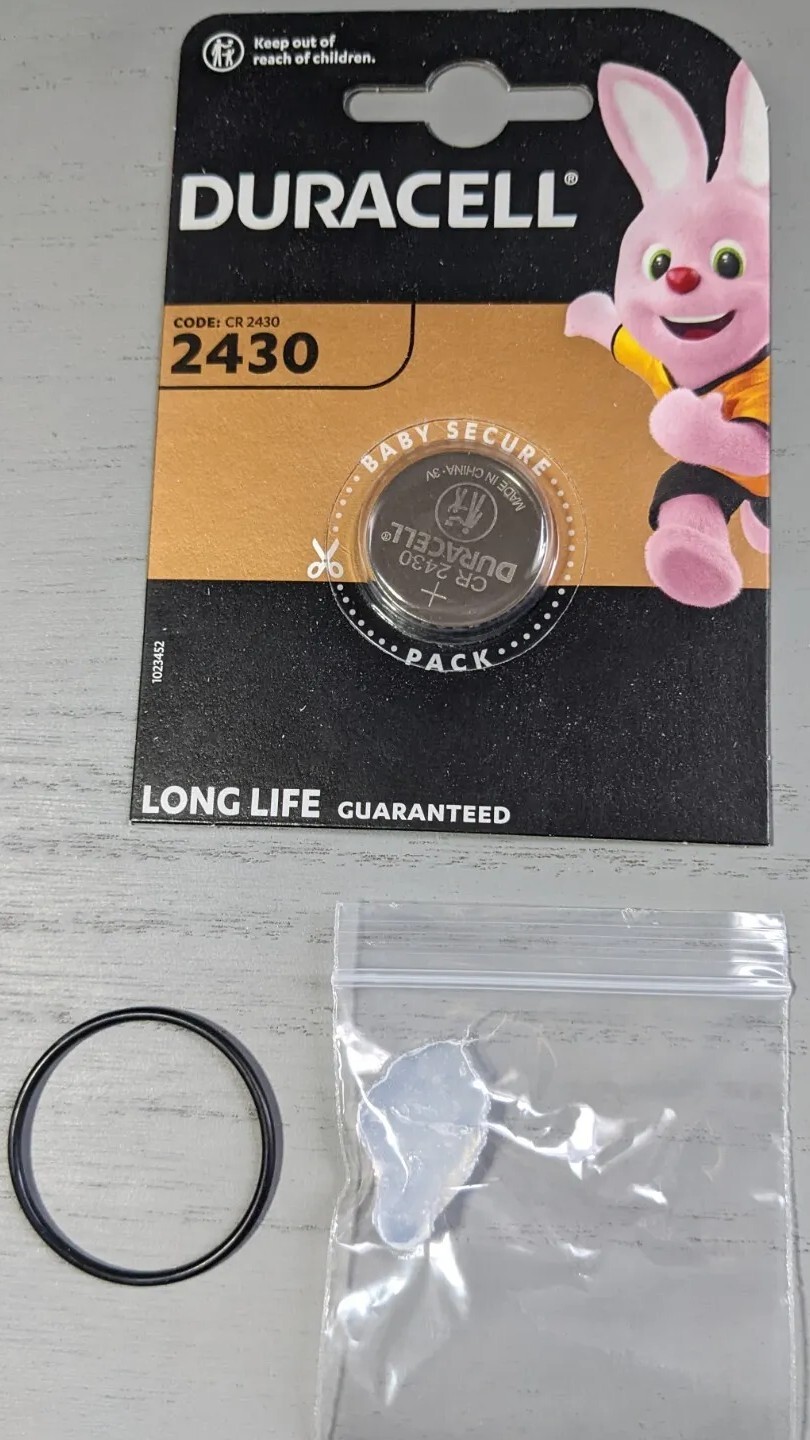 Keep out of
reach of children.
DURACELL®
CODE: CR 2430
2430
BABY SECURE
MADE IN CHINA · 3V
DURACELL®
CR 2430
+
PACK
1023452
LONG LIFE GUARANTEED